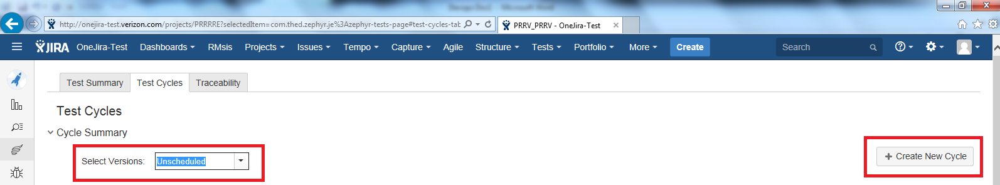 http://onejira-test.verizon.com/projects/PRRRRE?selectedItem=com.thed.zephyr.je%3Azephyr-tests-page#test-cycles-tab
PRRV_PRRV - OneJira-Test
JIRA OneJira-Test Dashboards RMsis Projects Issues Tempo Capture Agile Structure Tests Portfolio More Create Search
Test Summary Test Cycles Traceability
Test Cycles
Cycle Summary
Select Versions: Unscheduled
+ Create New Cycle